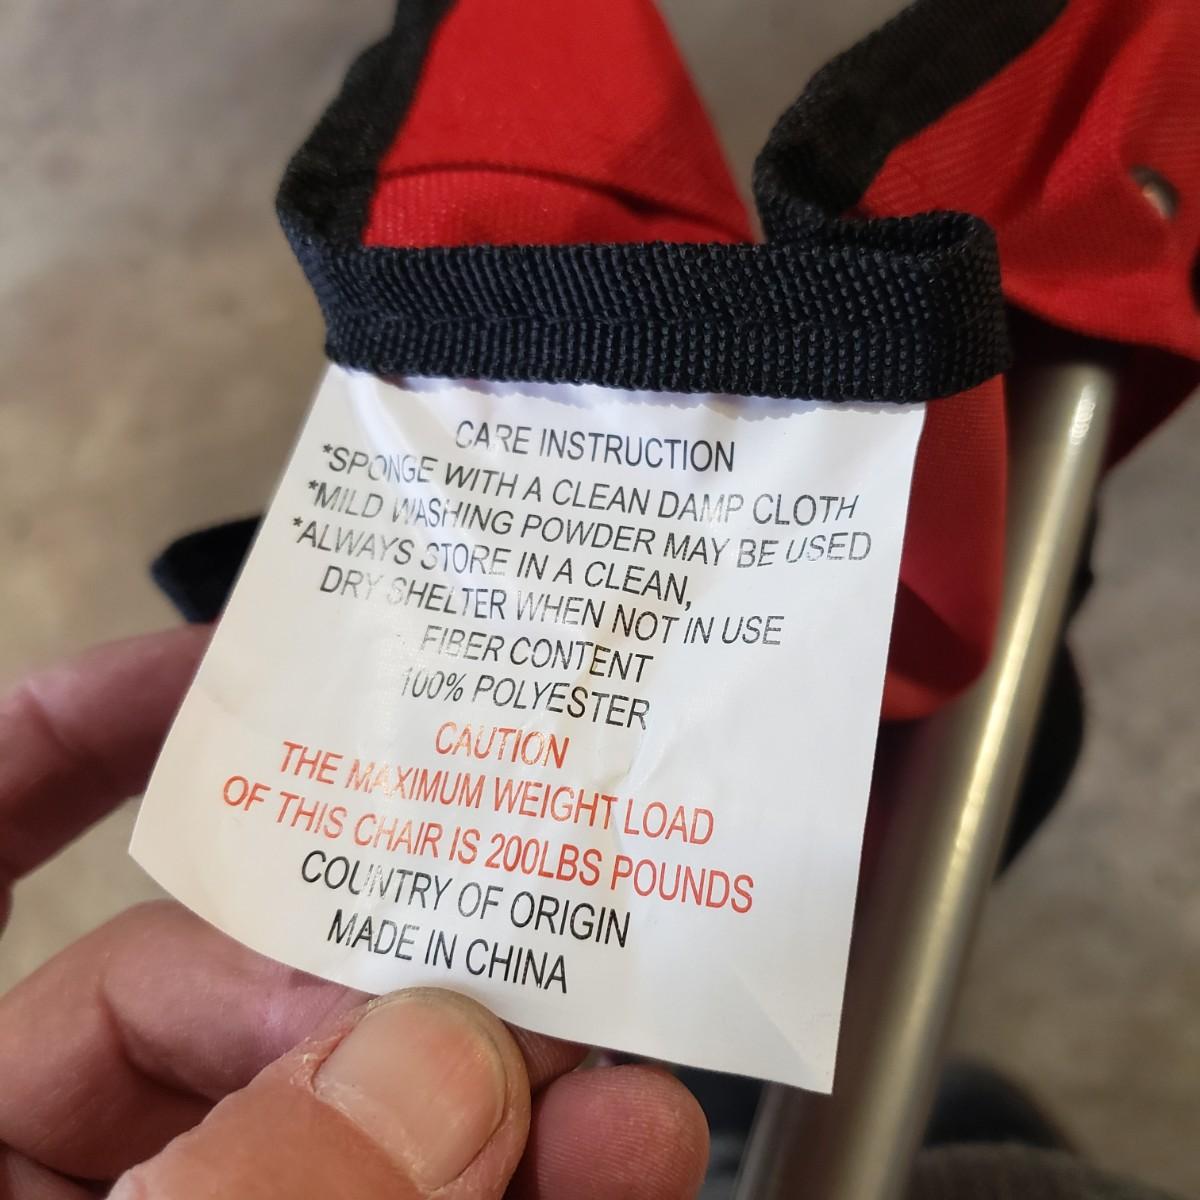 CARE INSTRUCTION
*SPONGE WITH A CLEAN DAMP CLOTH
*MILD WASHING POWDER MAY BE USED
*ALWAYS STORE IN A CLEAN,
DRY SHELTER WHEN NOT IN USE
FIBER CONTENT
100% POLYESTER
CAUTION
THE MAXIMUM WEIGHT LOAD
OF THIS CHAIR IS 200LBS POUNDS
COUNTRY OF ORIGIN
MADE IN CHINA